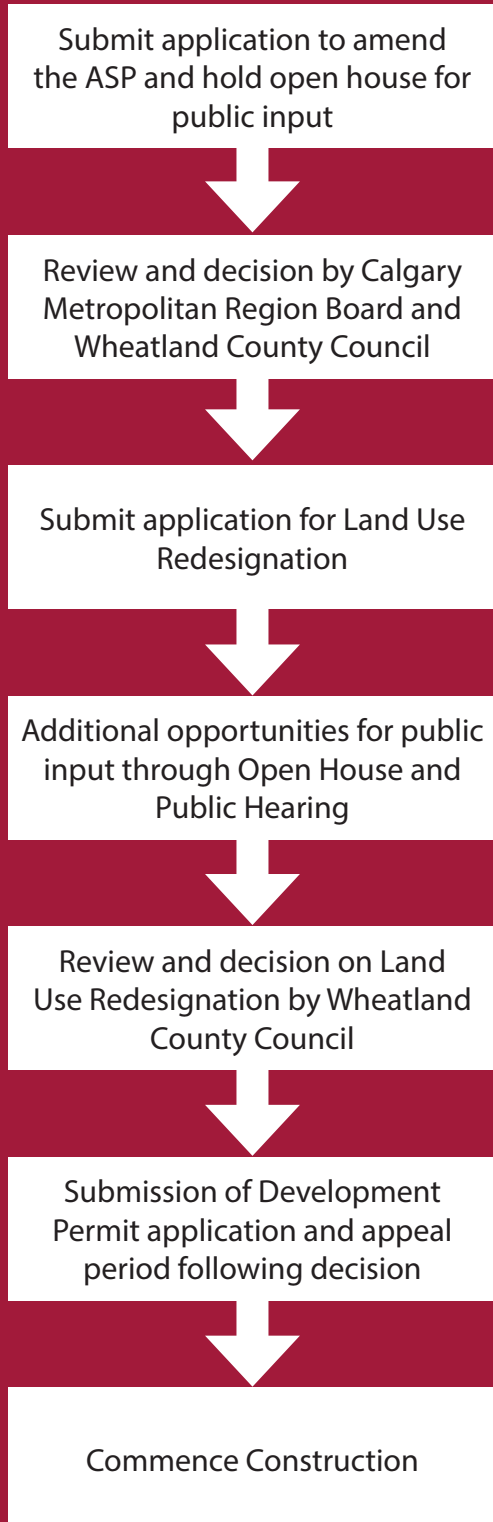 Submit application to amend
the ASP and hold open house for
public input
Review and decision by Calgary
Metropolitan Region Board and
Wheatland County Council
Submit application for Land Use
Redesignation
Additional opportunities for public
input through Open House and
Public Hearing
Review and decision on Land
Use Redesignation by Wheatland
County Council
Submission of Development
Permit application and appeal
period following decision
Commence Construction